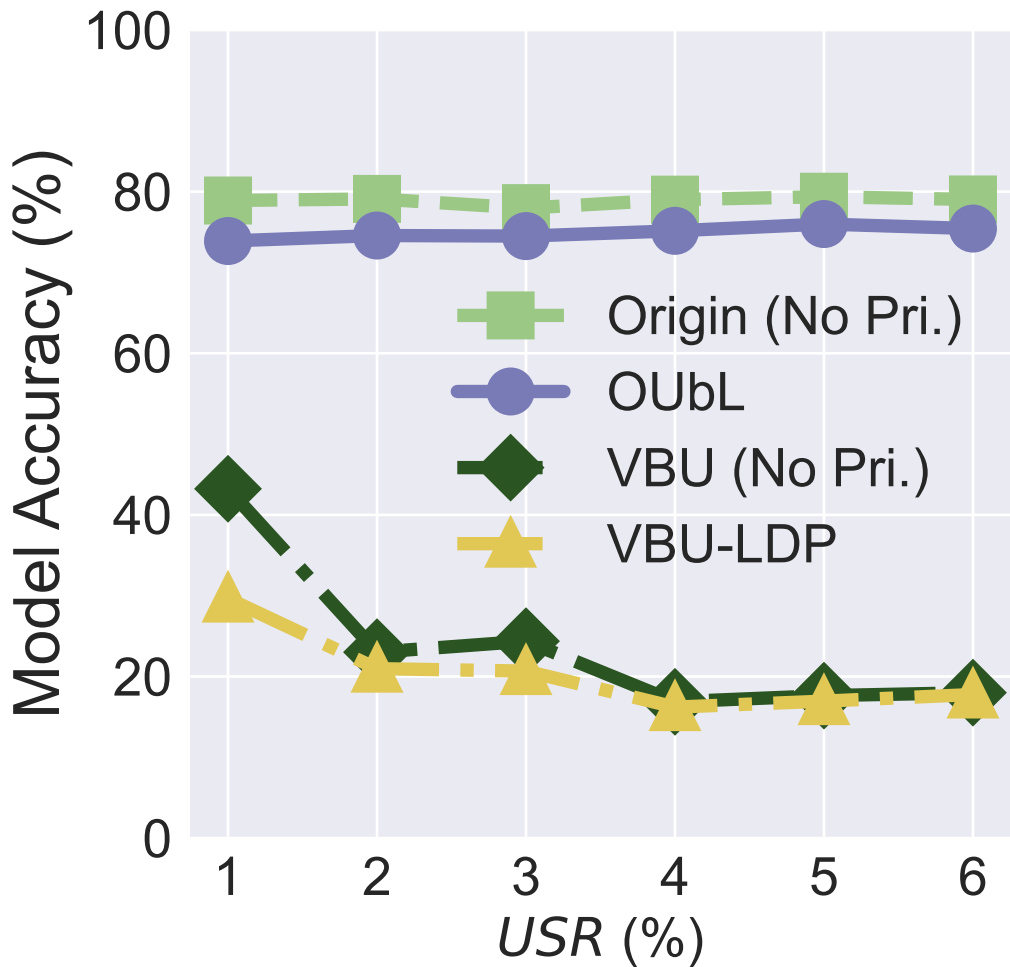 Model Accuracy (%)
100
80
60
40
20
0
Origin (No Pri.)
OUbL
VBU (No Pri.)
VBU-LDP
1 2 3 4 5 6
USR (%)